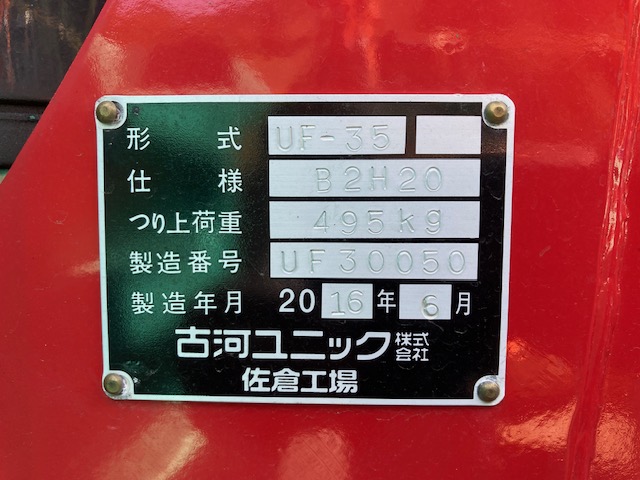 形式 UF-35
仕様 B2H20
つり上荷重 495kg
製造番号 UF30050
製造年月 2016年6月
古河ユニック株式会社
佐倉工場